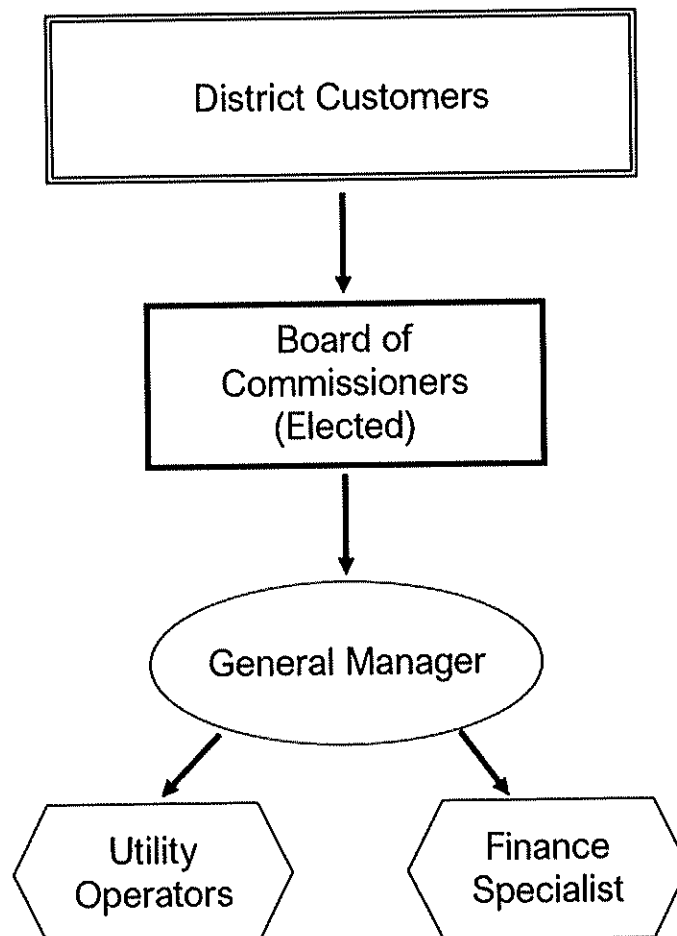 District Customers
Board of
Commissioners
(Elected)
General Manager
Utility
Operators
Finance
Specialist